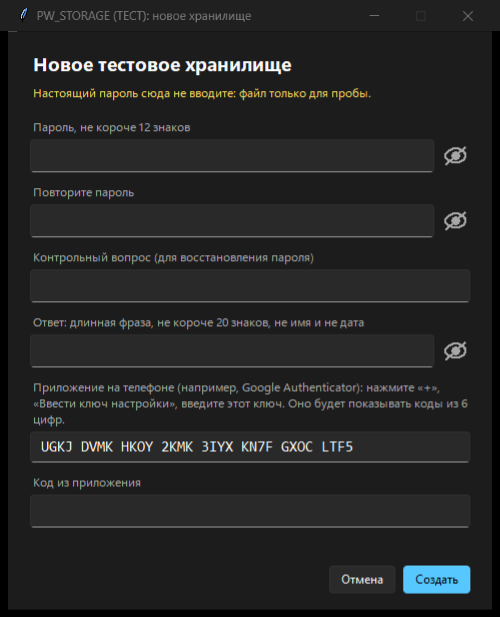 PW_STORAGE (ТЕСТ): новое хранилище
Новое тестовое хранилище
Настоящий пароль сюда не вводите: файл только для пробы.
Пароль, не короче 12 знаков
Повторите пароль
Контрольный вопрос (для восстановления пароля)
Ответ: длинная фраза, не короче 20 знаков, не имя и не дата
Приложение на телефоне (например, Google Authenticator): нажмите «+»,
«Ввести ключ настройки», введите этот ключ. Оно будет показывать коды из 6
цифр.
UGKJ DVMK HKOY 2KMK 3IYX KN7F GXOC LTF5
Код из приложения
Отмена
Создать